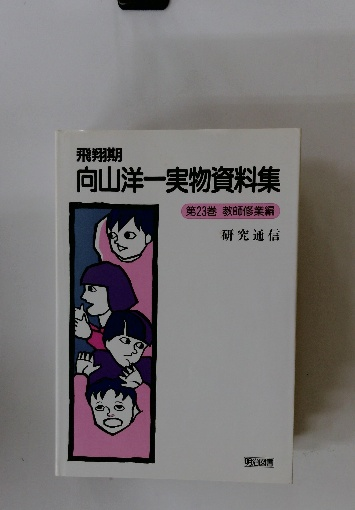 飛翔期
向山洋一実物資料集
第23巻 教師修業編
研究通信
明治図書